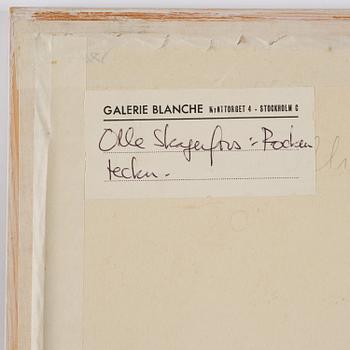 GALERIE BLANCHE NYBROTORGET 4 - STOCKHOLM C
Olle Skagerfors : Rocken
teckn.